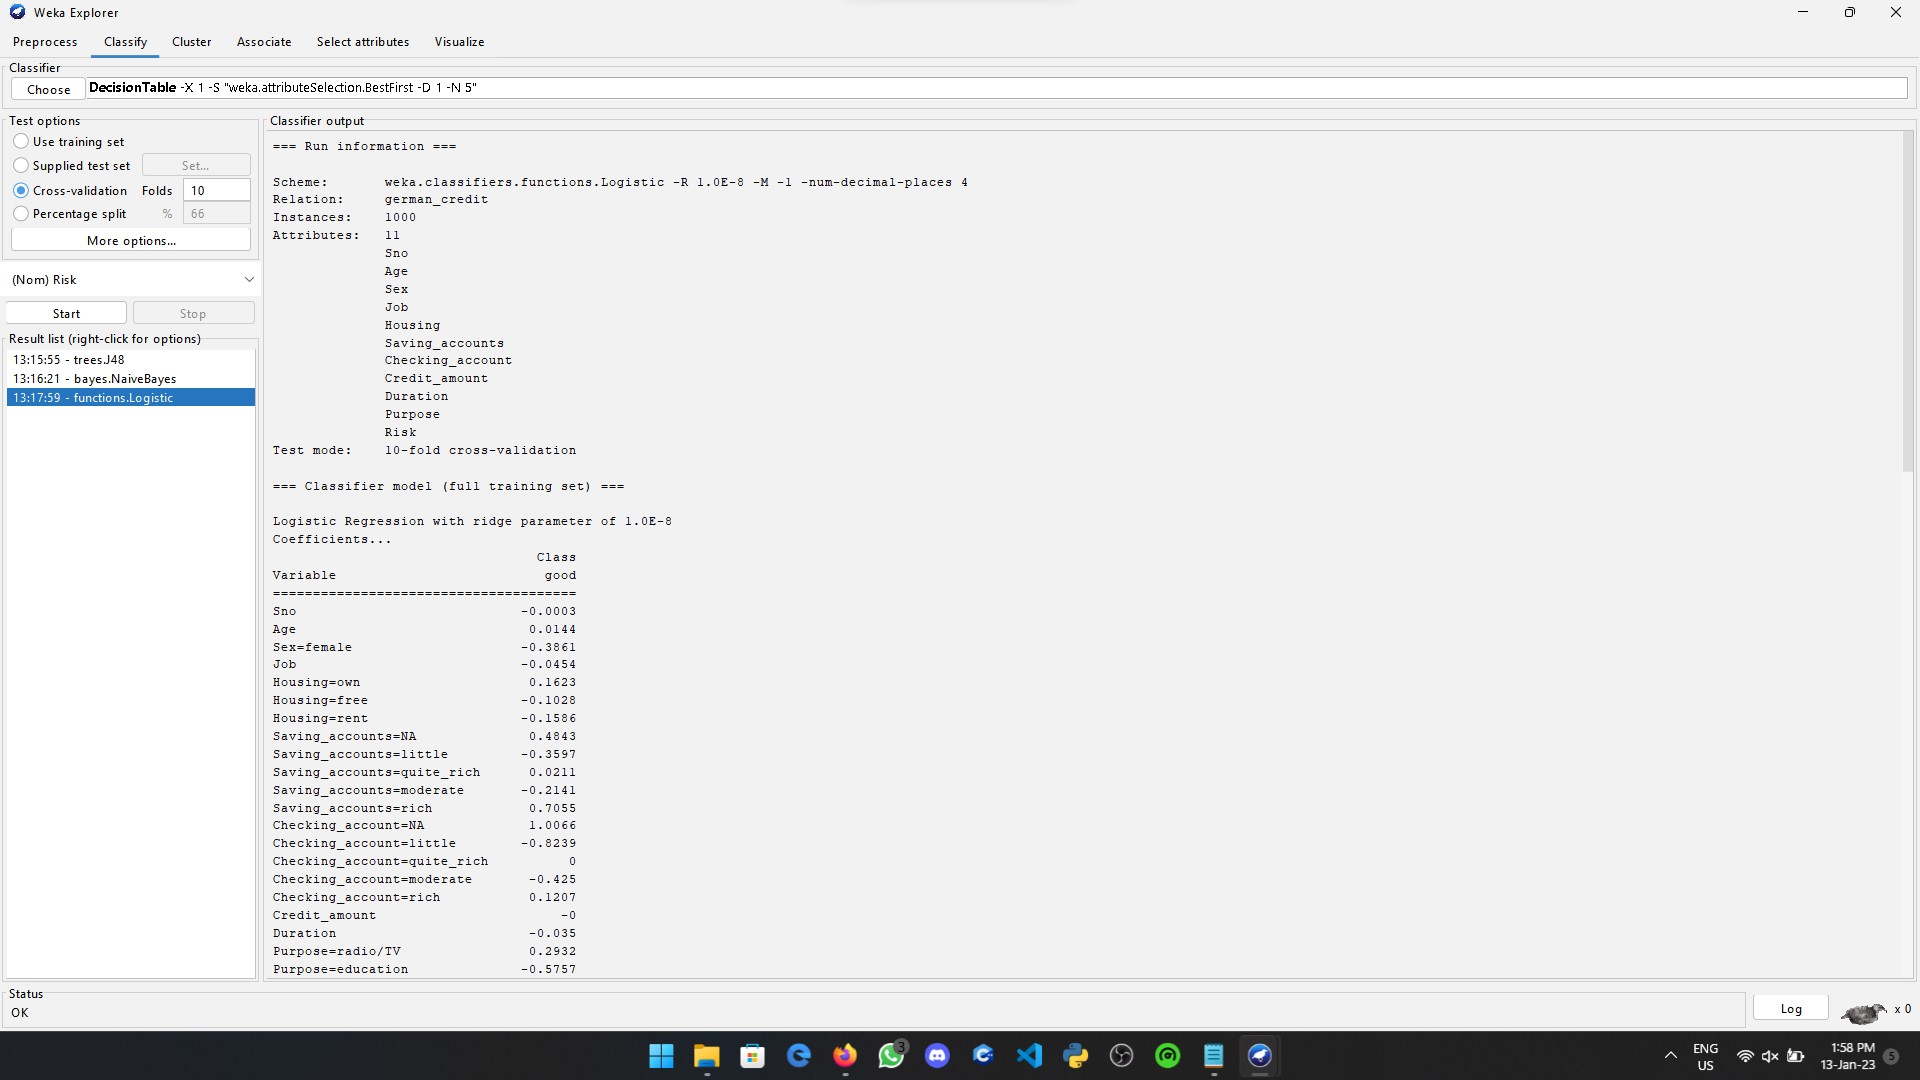 Weka Explorer
Preprocess Classify Cluster Associate Select attributes Visualize
Classifier
Choose DecisionTable -X 1 -S "weka.attributeSelection.BestFirst -D 1 -N 5"
Test options
Use training set
Supplied test set Set...
Cross-validation Folds 10
Percentage split % 66
More options...
(Nom) Risk
Start Stop
Result list (right-click for options)
13:15:55 - trees.J48
13:16:21 - bayes.NaiveBayes
13:17:59 - functions.Logistic
Classifier output
=== Run information ===
Scheme: weka.classifiers.functions.Logistic -R 1.0E-8 -M -1 -num-decimal-places 4
Relation: german_credit
Instances: 1000
Attributes: 11
Sno
Age
Sex
Job
Housing
Saving_accounts
Checking_account
Credit_amount
Duration
Purpose
Risk
Test mode: 10-fold cross-validation
=== Classifier model (full training set) ===
Logistic Regression with ridge parameter of 1.0E-8
Coefficients...
Class
Variable good
======================================
Sno -0.0003
Age 0.0144
Sex=female -0.3861
Job -0.0454
Housing=own 0.1623
Housing=free -0.1028
Housing=rent -0.1586
Saving_accounts=NA 0.4843
Saving_accounts=little -0.3597
Saving_accounts=quite_rich 0.0211
Saving_accounts=moderate -0.2141
Saving_accounts=rich 0.7055
Checking_account=NA 1.0066
Checking_account=little -0.8239
Checking_account=quite_rich 0
Checking_account=moderate -0.425
Checking_account=rich 0.1207
Credit_amount -0
Duration -0.035
Purpose=radio/TV 0.2932
Purpose=education -0.5757
Status
OK
Log x 0
3
ENG
US
1:58 PM
13-Jan-23
5